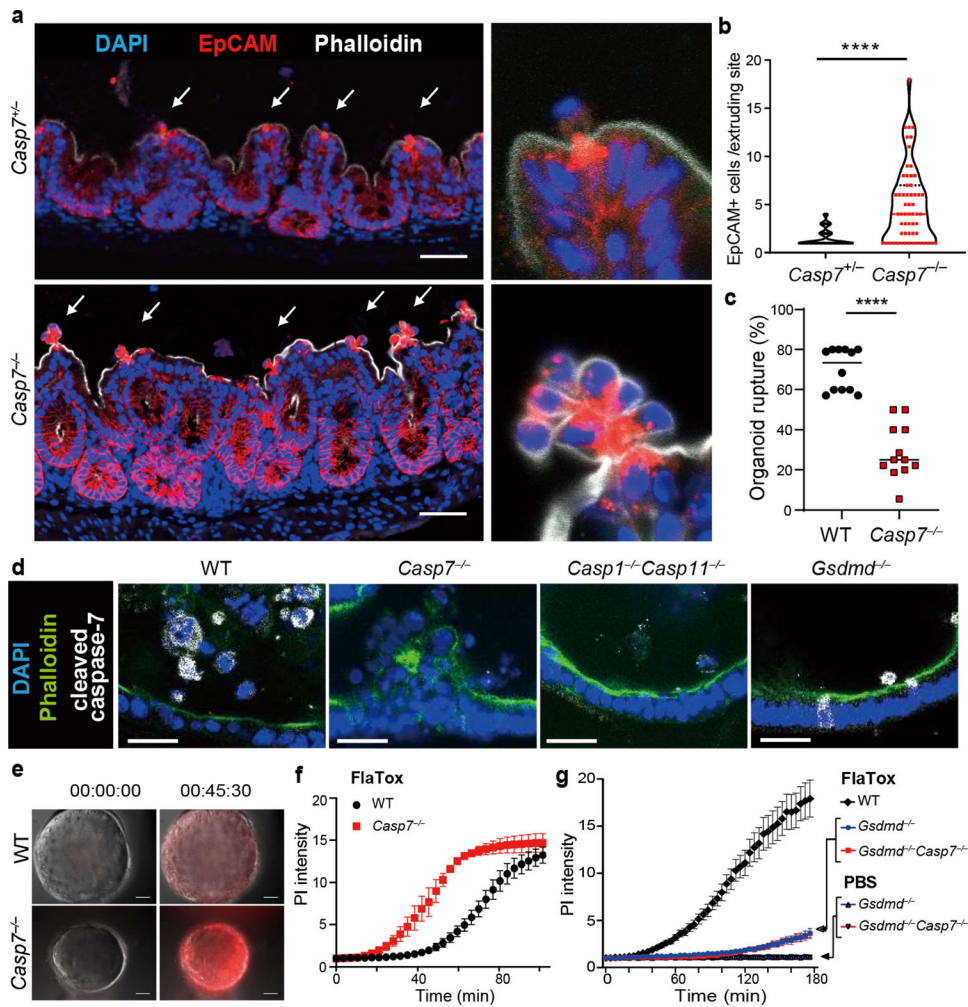 a
DAPI EpCAM Phalloidin
Casp7+/–
Casp7–/–
b
****
EpCAM+ cells /extruding site
20
15
10
5
0
Casp7+/– Casp7–/–
c
****
Organoid rupture (%)
100
80
60
40
20
0
WT Casp7–/–
d
WT Casp7–/– Casp1–/–Casp11–/– Gsdmd–/–
DAPI
Phalloidin
cleaved
caspase-7
e
00:00:00 00:45:30
WT
Casp7–/–
f
FlaTox
WT
Casp7–/–
PI intensity
20
15
10
5
0
0 40 80
Time (min)
g
FlaTox
WT
Gsdmd–/–
Gsdmd–/–Casp7–/–
PBS
Gsdmd–/–
Gsdmd–/–Casp7–/–
PI intensity
20
15
10
5
0
0 60 120 180
Time (min)